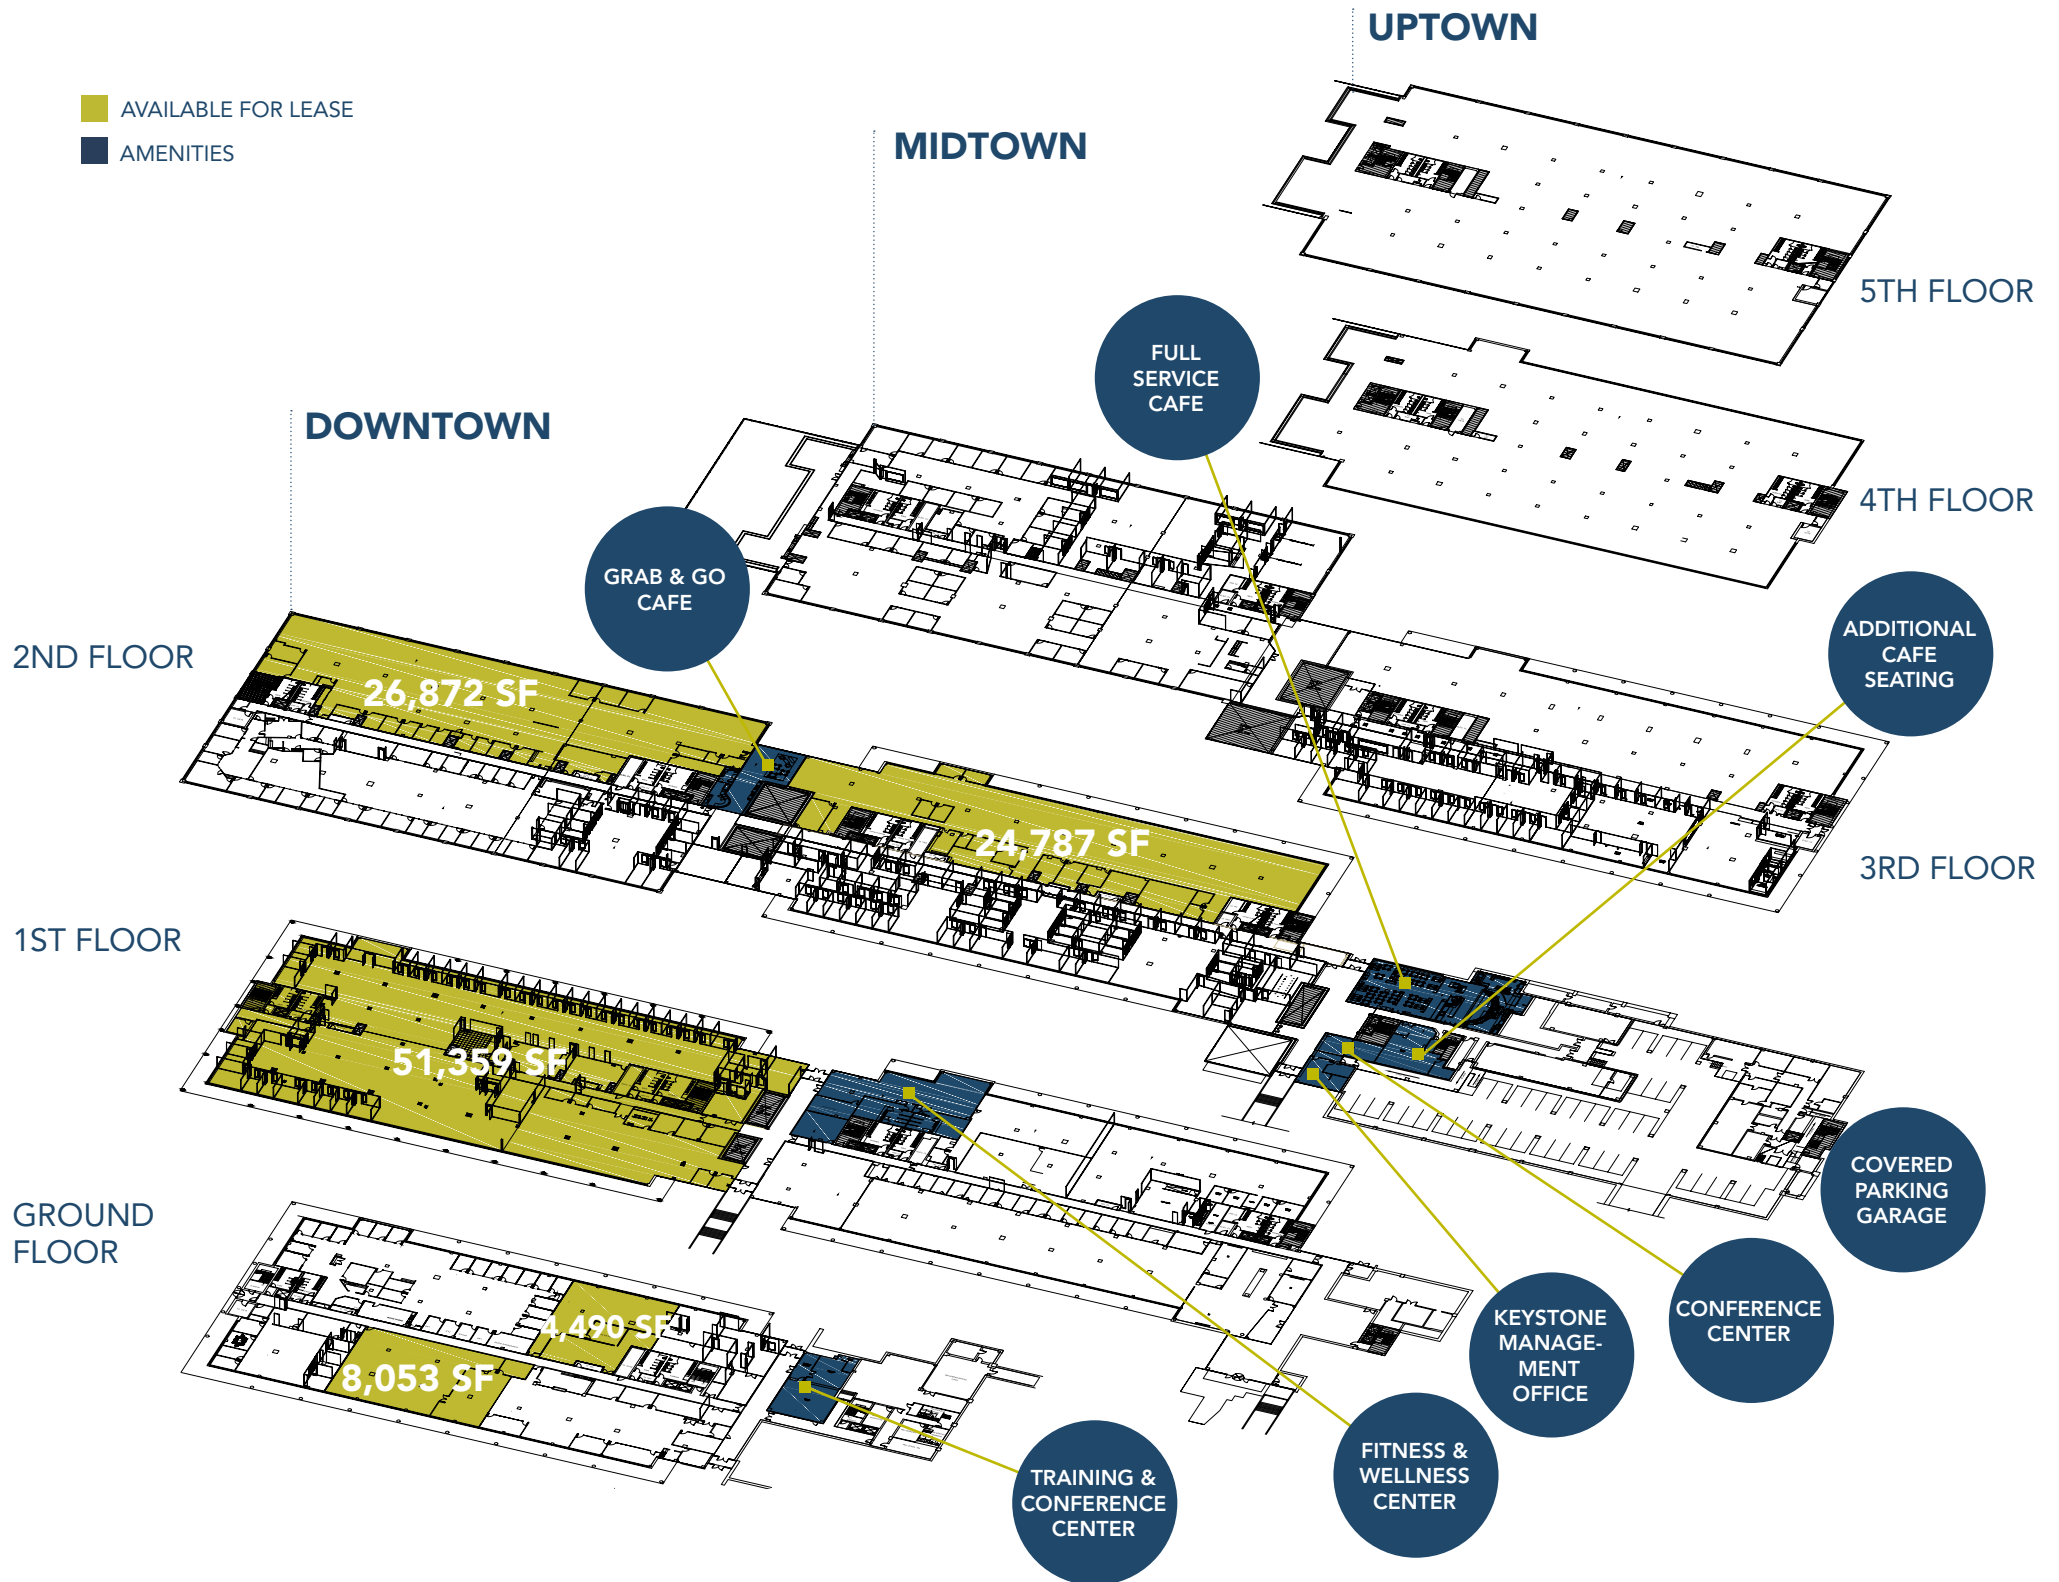 UPTOWN
AVAILABLE FOR LEASE
AMENITIES
MIDTOWN
5TH FLOOR
FULL
SERVICE
CAFE
DOWNTOWN
4TH FLOOR
GRAB & GO
CAFE
ADDITIONAL
CAFE
SEATING
2ND FLOOR
26,872 SF
24,787 SF
3RD FLOOR
1ST FLOOR
51,359 SF
COVERED
PARKING
GARAGE
GROUND
FLOOR
4,490 SF
8,053 SF
KEYSTONE
MANAGE-
MENT
OFFICE
CONFERENCE
CENTER
FITNESS &
WELLNESS
CENTER
TRAINING &
CONFERENCE
CENTER